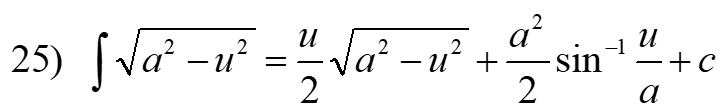 25) ∫√(a² − u²) = u/2 √(a² − u²) + a²/2 sin⁻¹ u/a + c